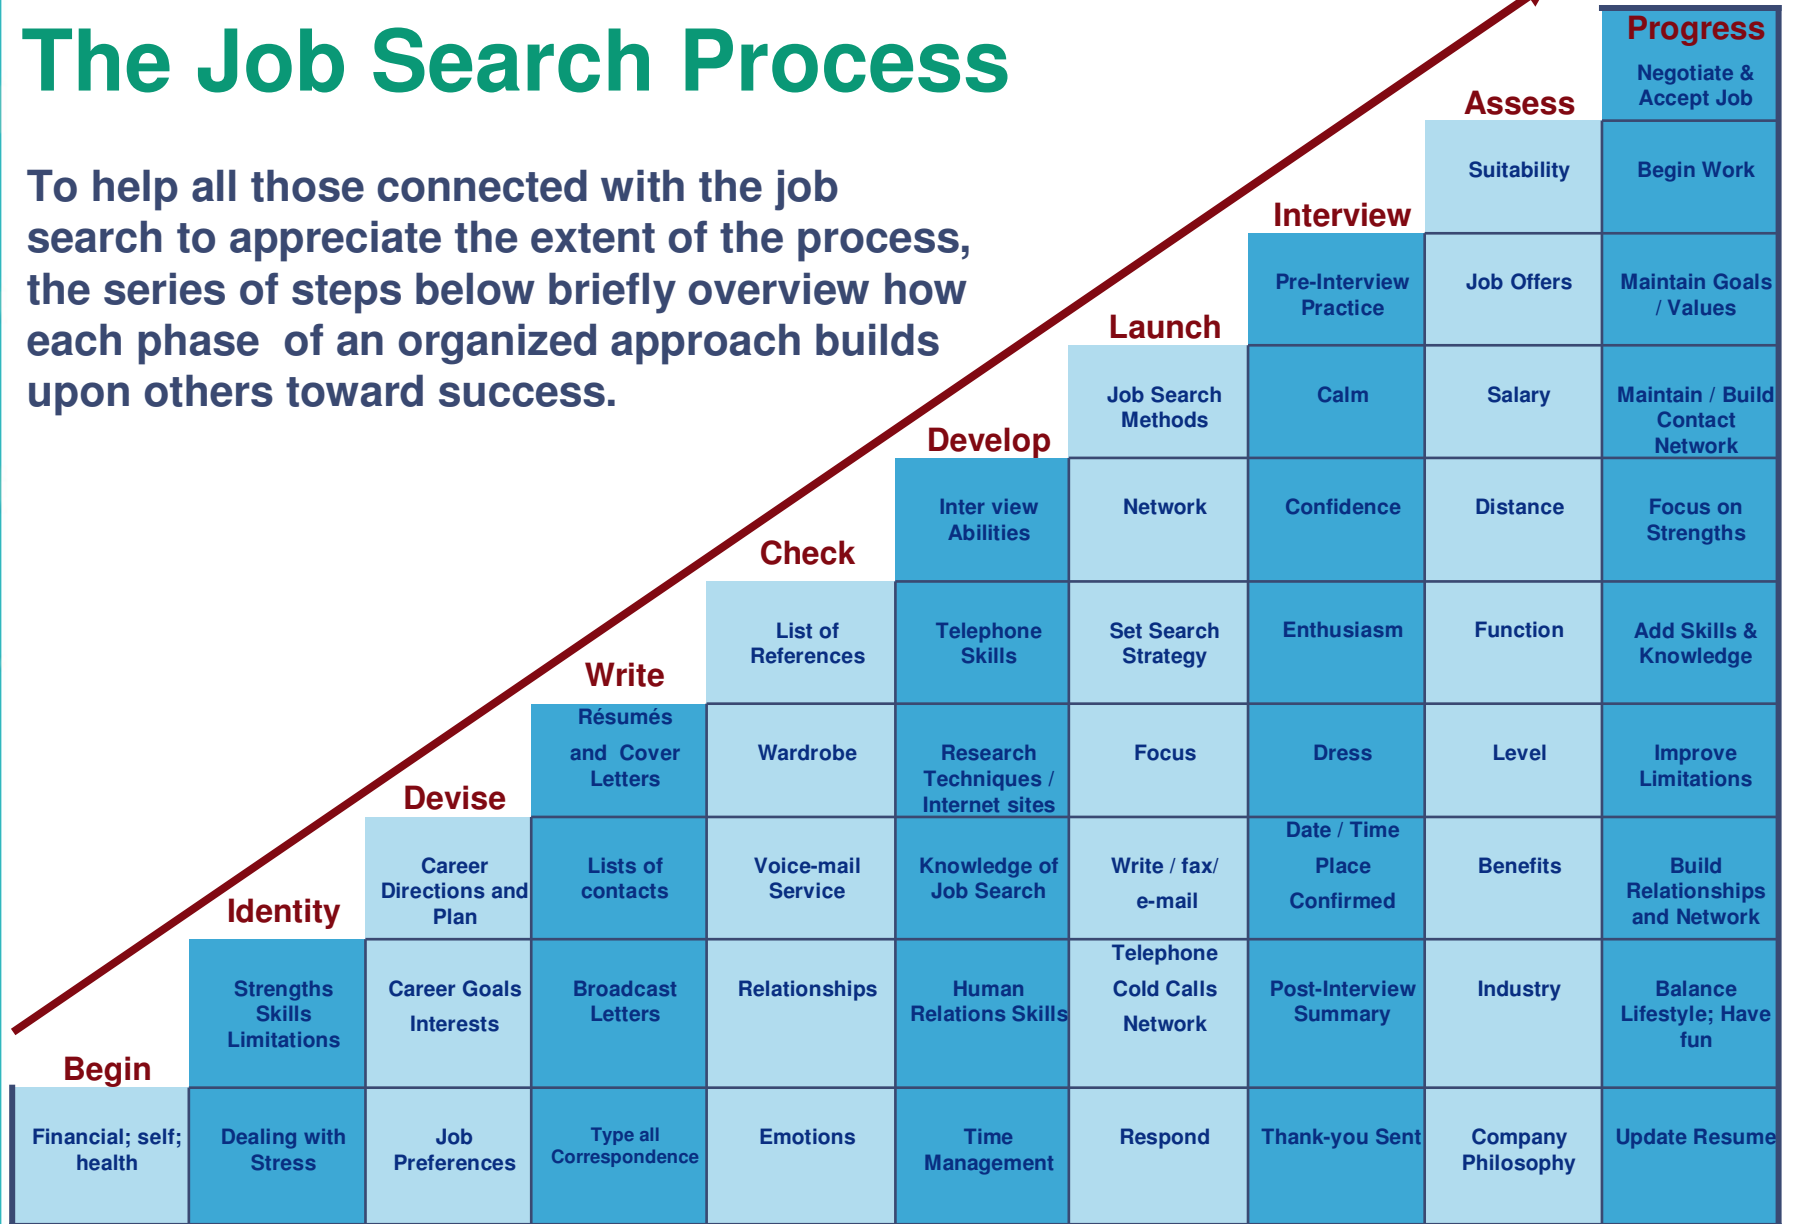 The Job Search Process
To help all those connected with the job
search to appreciate the extent of the process,
the series of steps below briefly overview how
each phase  of an organized approach builds
upon others toward success.
Begin
Financial; self;
health
Identity
Strengths
Skills
Limitations
Dealing with
Stress
Devise
Career
Directions and
Plan
Career Goals
Interests
Job
Preferences
Write
Résumés
and  Cover
Letters
Lists of
contacts
Broadcast
Letters
Type all
Correspondence
Check
List of
References
Wardrobe
Voice-mail
Service
Relationships
Emotions
Develop
Inter view
Abilities
Telephone
Skills
Research
Techniques /
Internet sites
Knowledge of
Job Search
Human
Relations Skills
Time
Management
Launch
Job Search
Methods
Network
Set Search
Strategy
Focus
Write / fax/
e-mail
Telephone
Cold Calls
Network
Respond
Interview
Pre-Interview
Practice
Calm
Confidence
Enthusiasm
Dress
Date / Time
Place
Confirmed
Post-Interview
Summary
Thank-you Sent
Assess
Suitability
Job Offers
Salary
Distance
Function
Level
Benefits
Industry
Company
Philosophy
Progress
Negotiate &
Accept Job
Begin Work
Maintain Goals
/ Values
Maintain / Build
Contact
Network
Focus on
Strengths
Add Skills &
Knowledge
Improve
Limitations
Build
Relationships
and Network
Balance
Lifestyle; Have
fun
Update Resume